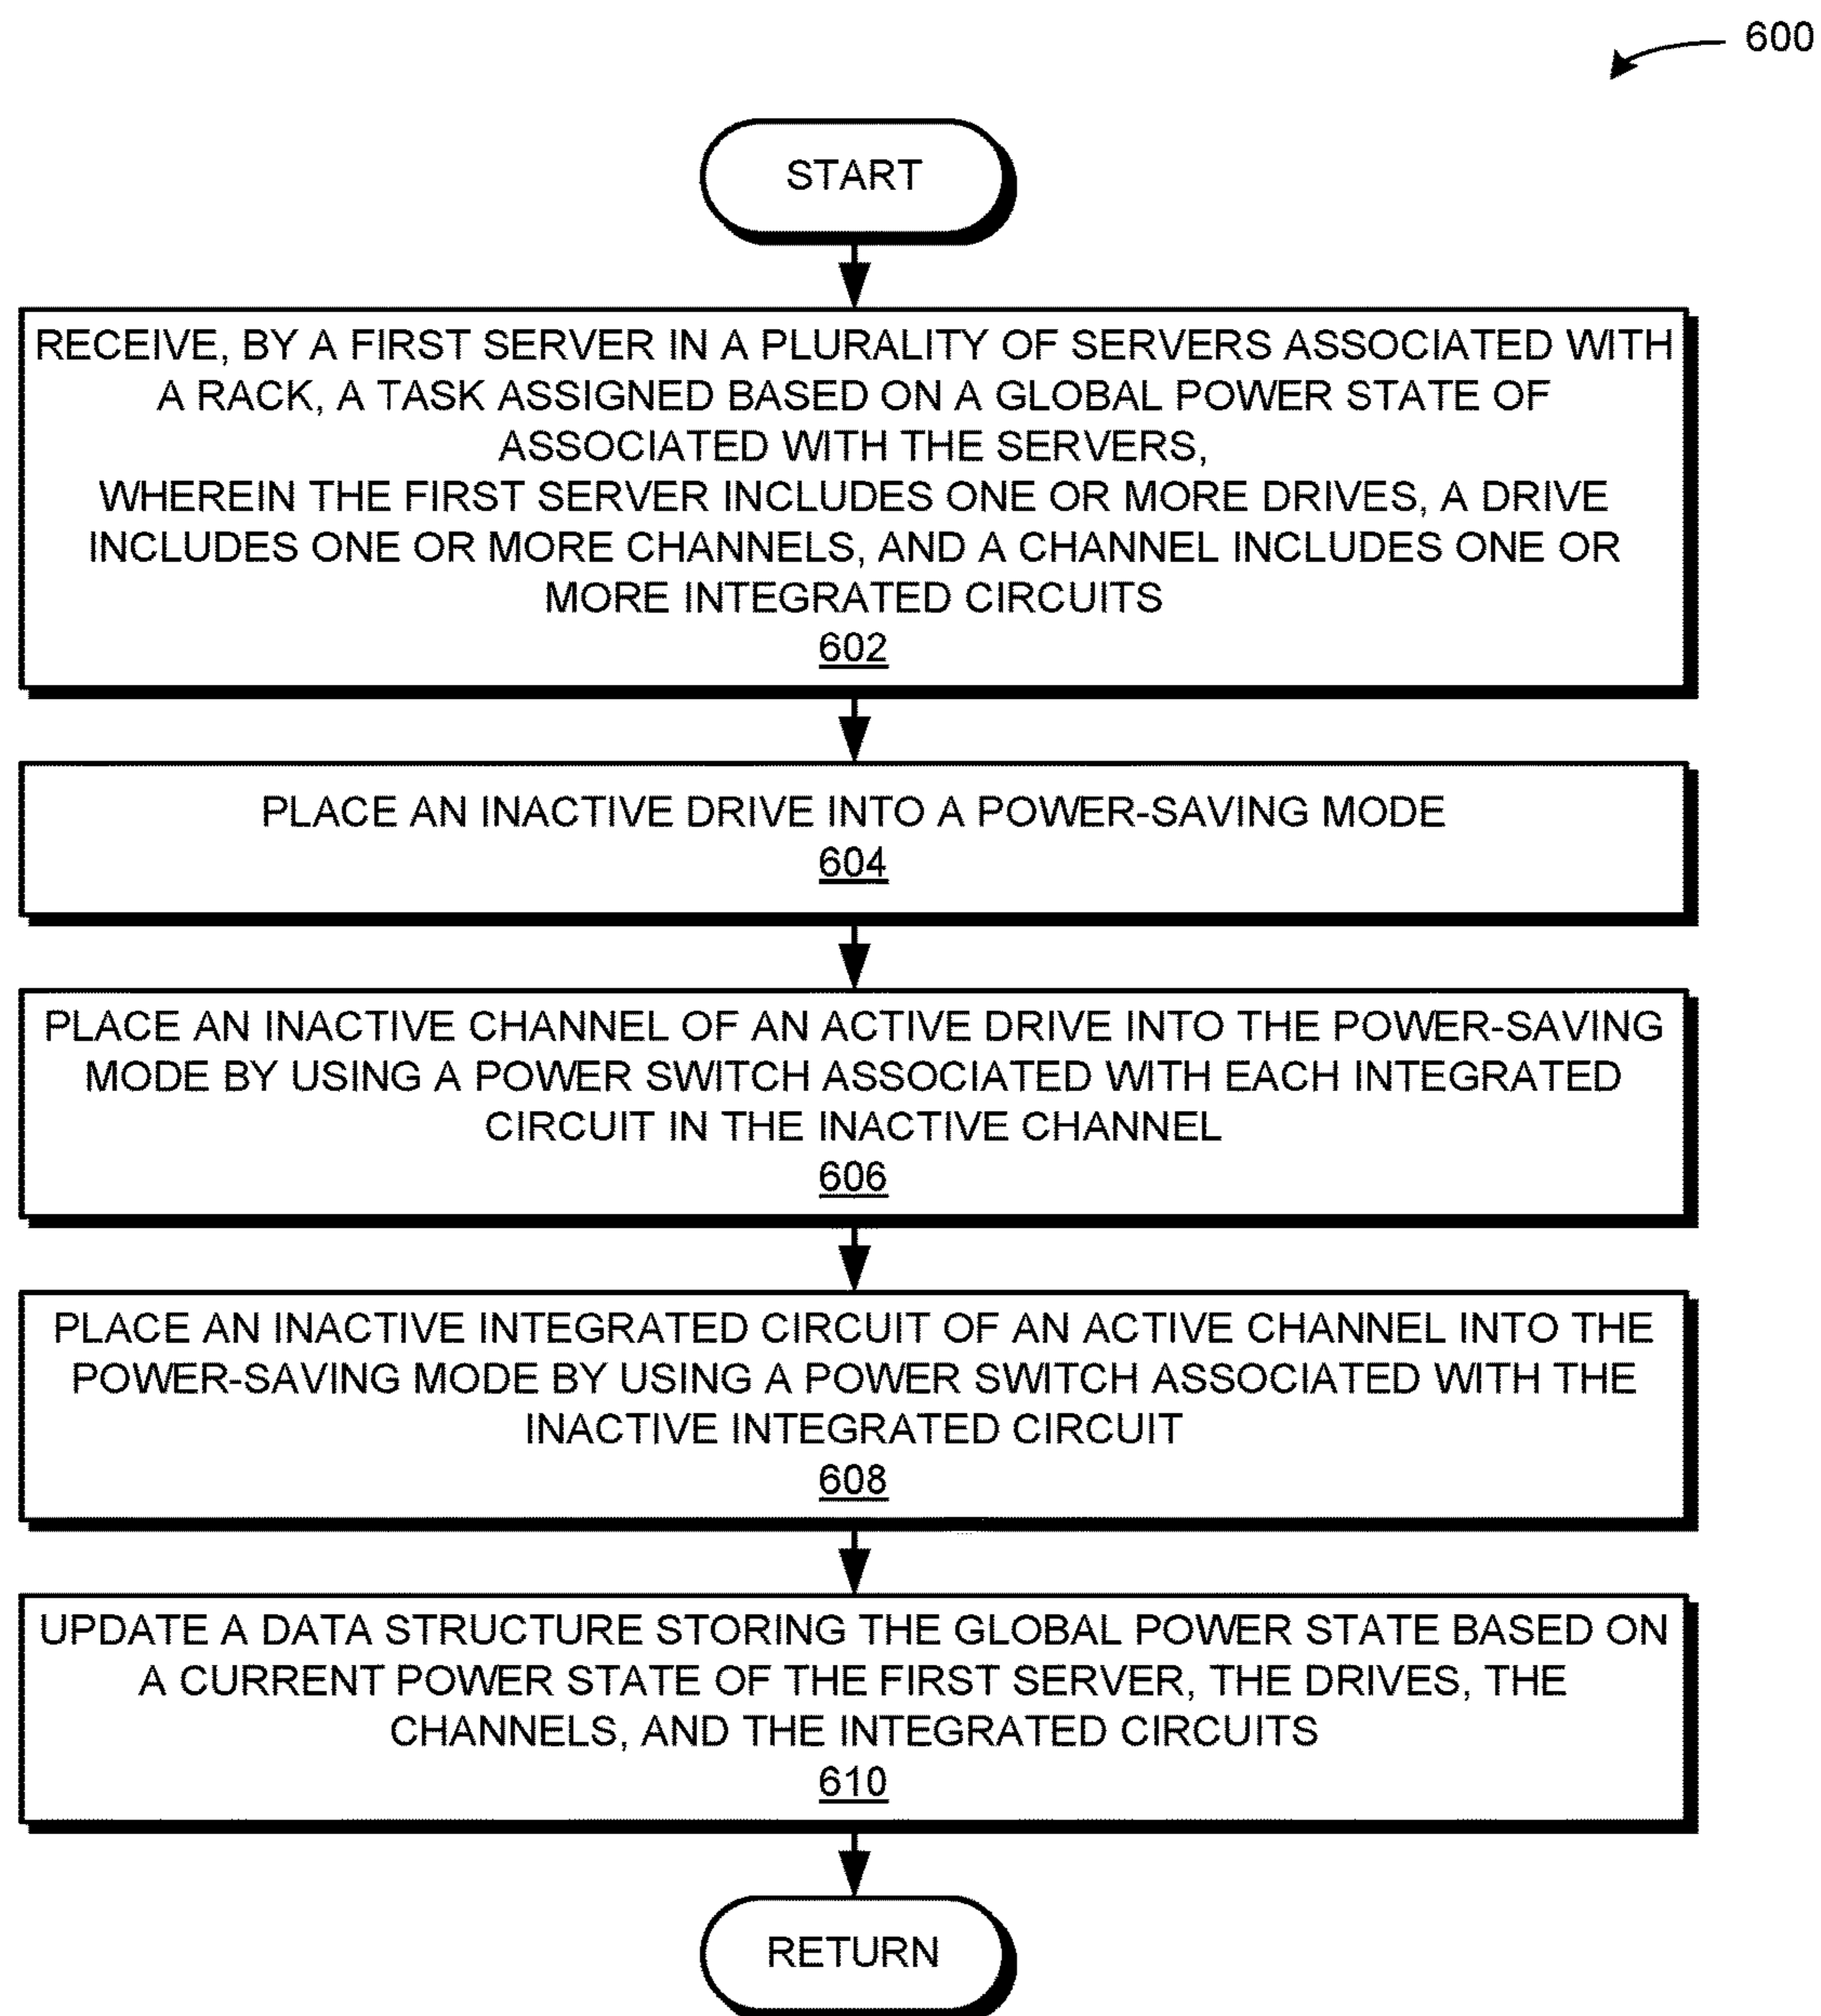 600
START
RECEIVE, BY A FIRST SERVER IN A PLURALITY OF SERVERS ASSOCIATED WITH
A RACK, A TASK ASSIGNED BASED ON A GLOBAL POWER STATE OF
ASSOCIATED WITH THE SERVERS,
WHEREIN THE FIRST SERVER INCLUDES ONE OR MORE DRIVES, A DRIVE
INCLUDES ONE OR MORE CHANNELS, AND A CHANNEL INCLUDES ONE OR
MORE INTEGRATED CIRCUITS
602
PLACE AN INACTIVE DRIVE INTO A POWER-SAVING MODE
604
PLACE AN INACTIVE CHANNEL OF AN ACTIVE DRIVE INTO THE POWER-SAVING
MODE BY USING A POWER SWITCH ASSOCIATED WITH EACH INTEGRATED
CIRCUIT IN THE INACTIVE CHANNEL
606
PLACE AN INACTIVE INTEGRATED CIRCUIT OF AN ACTIVE CHANNEL INTO THE
POWER-SAVING MODE BY USING A POWER SWITCH ASSOCIATED WITH THE
INACTIVE INTEGRATED CIRCUIT
608
UPDATE A DATA STRUCTURE STORING THE GLOBAL POWER STATE BASED ON
A CURRENT POWER STATE OF THE FIRST SERVER, THE DRIVES, THE
CHANNELS, AND THE INTEGRATED CIRCUITS
610
RETURN